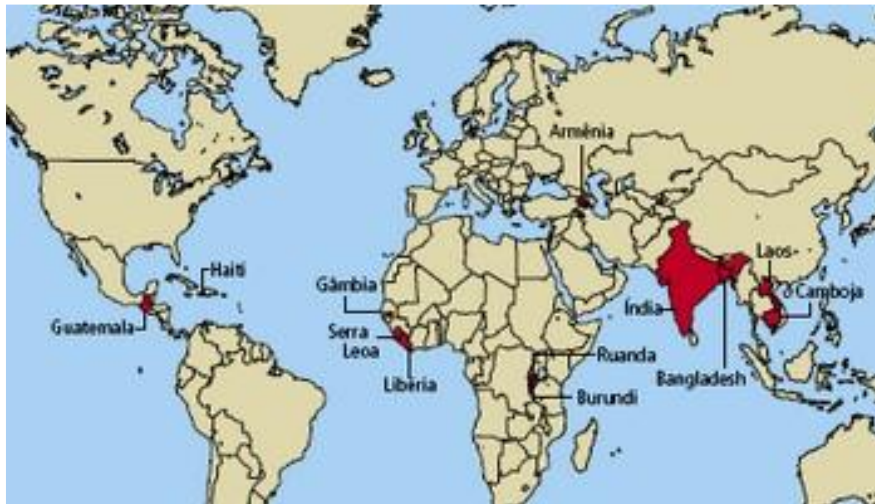 Armênia
Haiti
Laos
Gâmbia
Camboja
Índia
Guatemala
Serra
Leoa
Ruanda
Bangladesh
Libéria
Burundi